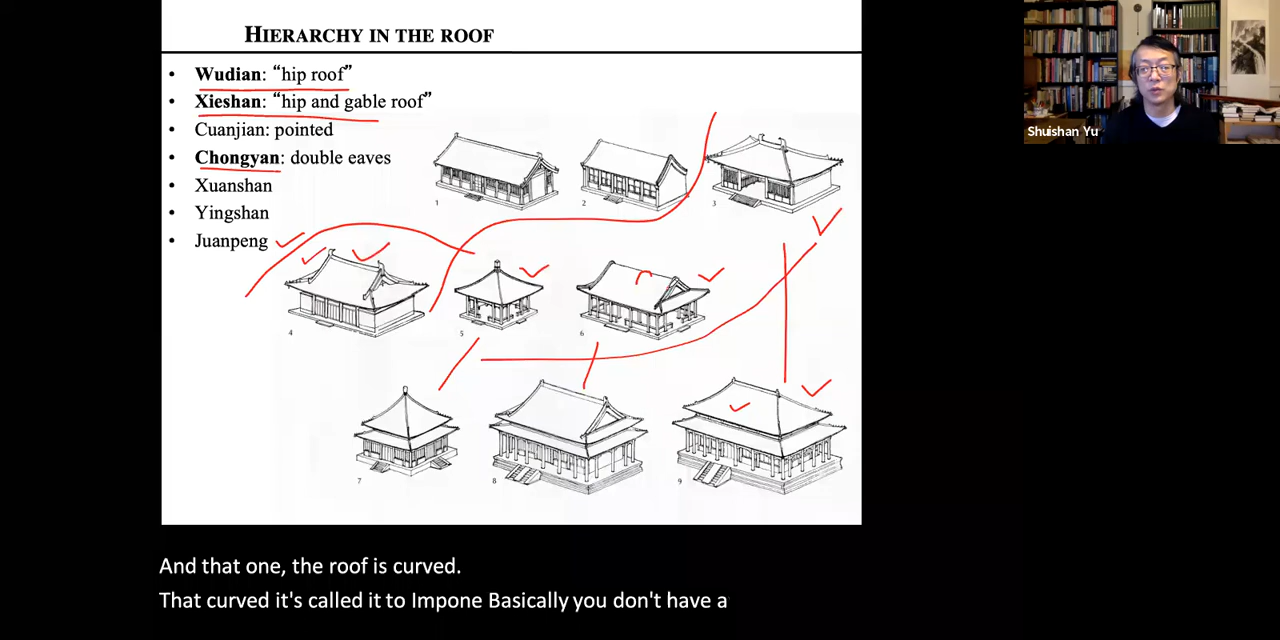 HIERARCHY IN THE ROOF
• Wudian: “hip roof”
• Xieshan: “hip and gable roof”
• Cuanjian: pointed
• Chongyan: double eaves
• Xuanshan
• Yingshan
• Juanpeng
1
2
3
4
5
6
7
8
9
Shuishan Yu
And that one, the roof is curved.
That curved it's called it to Impone Basically you don't have a